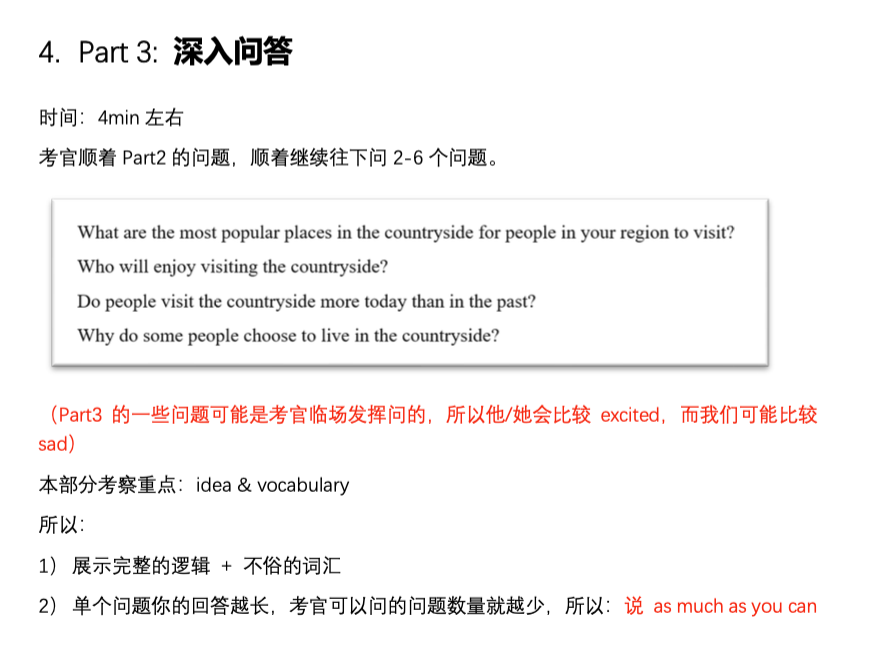 4. Part 3: 深入问答
时间：4min 左右
考官顺着 Part2 的问题，顺着继续往下问 2-6 个问题。
What are the most popular places in the countryside for people in your region to visit?
Who will enjoy visiting the countryside?
Do people visit the countryside more today than in the past?
Why do some people choose to live in the countryside?
（Part3 的一些问题可能是考官临场发挥问的，所以他/她会比较 excited，而我们可能比较
sad）
本部分考察重点：idea & vocabulary
所以：
1） 展示完整的逻辑 + 不俗的词汇
2） 单个问题你的回答越长，考官可以问的问题数量就越少，所以：说 as much as you can